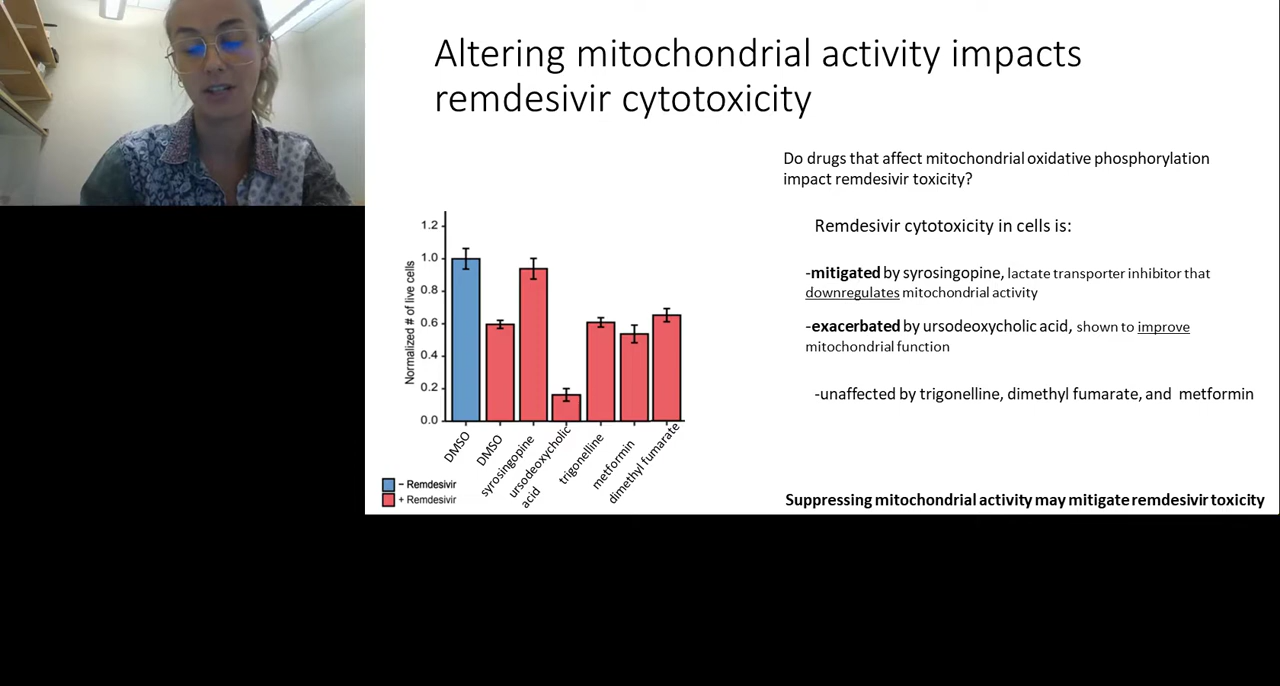 Altering mitochondrial activity impacts
remdesivir cytotoxicity
Do drugs that affect mitochondrial oxidative phosphorylation
impact remdesivir toxicity?
Remdesivir cytotoxicity in cells is:
-mitigated by syrosingopine, lactate transporter inhibitor that
downregulates mitochondrial activity
-exacerbated by ursodeoxycholic acid, shown to improve
mitochondrial function
-unaffected by trigonelline, dimethyl fumarate, and metformin
Suppressing mitochondrial activity may mitigate remdesivir toxicity
Normalized # of live cells
1.2
1.0
0.8
0.6
0.4
0.2
0.0
DMSO
DMSO
syrosingopine
ursodeoxycholic
acid
trigonelline
metformin
dimethyl fumarate
− Remdesivir
+ Remdesivir